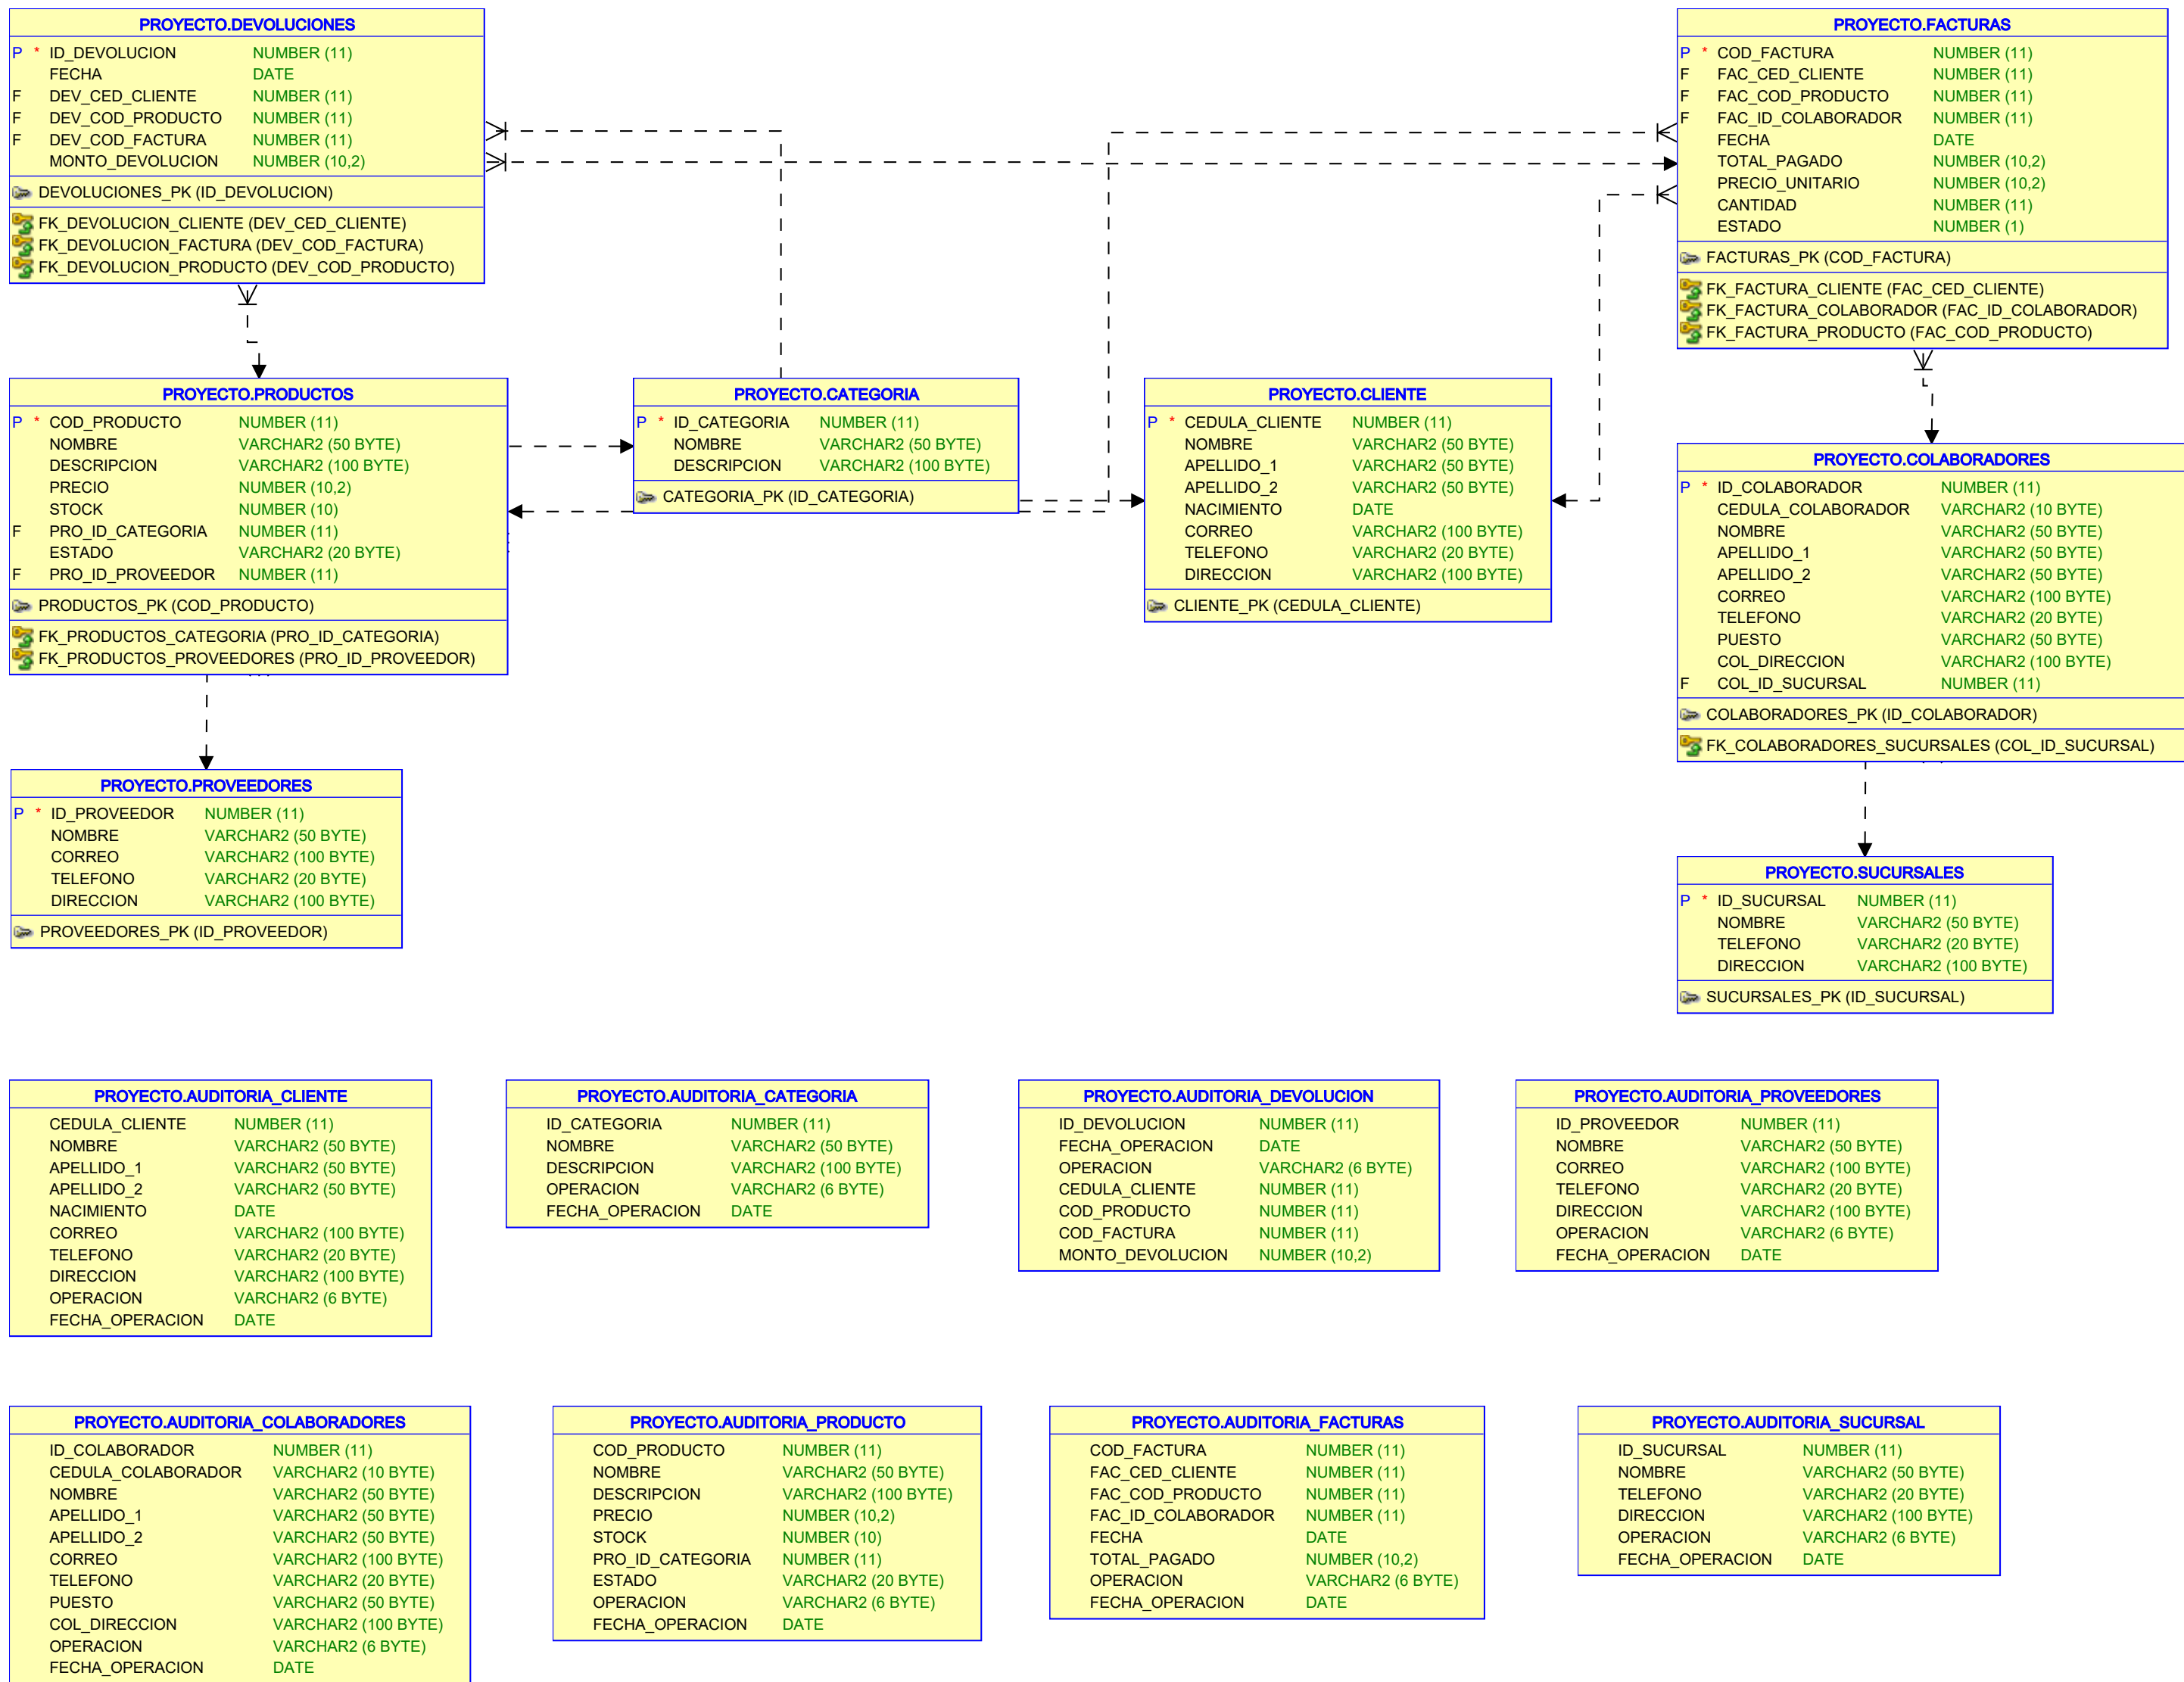 PROYECTO.DEVOLUCIONES
P * ID_DEVOLUCION NUMBER (11)
FECHA DATE
F DEV_CED_CLIENTE NUMBER (11)
F DEV_COD_PRODUCTO NUMBER (11)
F DEV_COD_FACTURA NUMBER (11)
MONTO_DEVOLUCION NUMBER (10,2)
DEVOLUCIONES_PK (ID_DEVOLUCION)
FK_DEVOLUCION_CLIENTE (DEV_CED_CLIENTE)
FK_DEVOLUCION_FACTURA (DEV_COD_FACTURA)
FK_DEVOLUCION_PRODUCTO (DEV_COD_PRODUCTO)
PROYECTO.FACTURAS
P * COD_FACTURA NUMBER (11)
F FAC_CED_CLIENTE NUMBER (11)
F FAC_COD_PRODUCTO NUMBER (11)
F FAC_ID_COLABORADOR NUMBER (11)
FECHA DATE
TOTAL_PAGADO NUMBER (10,2)
PRECIO_UNITARIO NUMBER (10,2)
CANTIDAD NUMBER (11)
ESTADO NUMBER (1)
FACTURAS_PK (COD_FACTURA)
FK_FACTURA_CLIENTE (FAC_CED_CLIENTE)
FK_FACTURA_COLABORADOR (FAC_ID_COLABORADOR)
FK_FACTURA_PRODUCTO (FAC_COD_PRODUCTO)
PROYECTO.PRODUCTOS
P * COD_PRODUCTO NUMBER (11)
NOMBRE VARCHAR2 (50 BYTE)
DESCRIPCION VARCHAR2 (100 BYTE)
PRECIO NUMBER (10,2)
STOCK NUMBER (10)
F PRO_ID_CATEGORIA NUMBER (11)
ESTADO VARCHAR2 (20 BYTE)
F PRO_ID_PROVEEDOR NUMBER (11)
PRODUCTOS_PK (COD_PRODUCTO)
FK_PRODUCTOS_CATEGORIA (PRO_ID_CATEGORIA)
FK_PRODUCTOS_PROVEEDORES (PRO_ID_PROVEEDOR)
PROYECTO.CATEGORIA
P * ID_CATEGORIA NUMBER (11)
NOMBRE VARCHAR2 (50 BYTE)
DESCRIPCION VARCHAR2 (100 BYTE)
CATEGORIA_PK (ID_CATEGORIA)
PROYECTO.CLIENTE
P * CEDULA_CLIENTE NUMBER (11)
NOMBRE VARCHAR2 (50 BYTE)
APELLIDO_1 VARCHAR2 (50 BYTE)
APELLIDO_2 VARCHAR2 (50 BYTE)
NACIMIENTO DATE
CORREO VARCHAR2 (100 BYTE)
TELEFONO VARCHAR2 (20 BYTE)
DIRECCION VARCHAR2 (100 BYTE)
CLIENTE_PK (CEDULA_CLIENTE)
PROYECTO.COLABORADORES
P * ID_COLABORADOR NUMBER (11)
CEDULA_COLABORADOR VARCHAR2 (10 BYTE)
NOMBRE VARCHAR2 (50 BYTE)
APELLIDO_1 VARCHAR2 (50 BYTE)
APELLIDO_2 VARCHAR2 (50 BYTE)
CORREO VARCHAR2 (100 BYTE)
TELEFONO VARCHAR2 (20 BYTE)
PUESTO VARCHAR2 (50 BYTE)
COL_DIRECCION VARCHAR2 (100 BYTE)
F COL_ID_SUCURSAL NUMBER (11)
COLABORADORES_PK (ID_COLABORADOR)
FK_COLABORADORES_SUCURSALES (COL_ID_SUCURSAL)
PROYECTO.PROVEEDORES
P * ID_PROVEEDOR NUMBER (11)
NOMBRE VARCHAR2 (50 BYTE)
CORREO VARCHAR2 (100 BYTE)
TELEFONO VARCHAR2 (20 BYTE)
DIRECCION VARCHAR2 (100 BYTE)
PROVEEDORES_PK (ID_PROVEEDOR)
PROYECTO.SUCURSALES
P * ID_SUCURSAL NUMBER (11)
NOMBRE VARCHAR2 (50 BYTE)
TELEFONO VARCHAR2 (20 BYTE)
DIRECCION VARCHAR2 (100 BYTE)
SUCURSALES_PK (ID_SUCURSAL)
PROYECTO.AUDITORIA_CLIENTE
CEDULA_CLIENTE NUMBER (11)
NOMBRE VARCHAR2 (50 BYTE)
APELLIDO_1 VARCHAR2 (50 BYTE)
APELLIDO_2 VARCHAR2 (50 BYTE)
NACIMIENTO DATE
CORREO VARCHAR2 (100 BYTE)
TELEFONO VARCHAR2 (20 BYTE)
DIRECCION VARCHAR2 (100 BYTE)
OPERACION VARCHAR2 (6 BYTE)
FECHA_OPERACION DATE
PROYECTO.AUDITORIA_CATEGORIA
ID_CATEGORIA NUMBER (11)
NOMBRE VARCHAR2 (50 BYTE)
DESCRIPCION VARCHAR2 (100 BYTE)
OPERACION VARCHAR2 (6 BYTE)
FECHA_OPERACION DATE
PROYECTO.AUDITORIA_DEVOLUCION
ID_DEVOLUCION NUMBER (11)
FECHA_OPERACION DATE
OPERACION VARCHAR2 (6 BYTE)
CEDULA_CLIENTE NUMBER (11)
COD_PRODUCTO NUMBER (11)
COD_FACTURA NUMBER (11)
MONTO_DEVOLUCION NUMBER (10,2)
PROYECTO.AUDITORIA_PROVEEDORES
ID_PROVEEDOR NUMBER (11)
NOMBRE VARCHAR2 (50 BYTE)
CORREO VARCHAR2 (100 BYTE)
TELEFONO VARCHAR2 (20 BYTE)
DIRECCION VARCHAR2 (100 BYTE)
OPERACION VARCHAR2 (6 BYTE)
FECHA_OPERACION DATE
PROYECTO.AUDITORIA_COLABORADORES
ID_COLABORADOR NUMBER (11)
CEDULA_COLABORADOR VARCHAR2 (10 BYTE)
NOMBRE VARCHAR2 (50 BYTE)
APELLIDO_1 VARCHAR2 (50 BYTE)
APELLIDO_2 VARCHAR2 (50 BYTE)
CORREO VARCHAR2 (100 BYTE)
TELEFONO VARCHAR2 (20 BYTE)
PUESTO VARCHAR2 (50 BYTE)
COL_DIRECCION VARCHAR2 (100 BYTE)
OPERACION VARCHAR2 (6 BYTE)
FECHA_OPERACION DATE
PROYECTO.AUDITORIA_PRODUCTO
COD_PRODUCTO NUMBER (11)
NOMBRE VARCHAR2 (50 BYTE)
DESCRIPCION VARCHAR2 (100 BYTE)
PRECIO NUMBER (10,2)
STOCK NUMBER (10)
PRO_ID_CATEGORIA NUMBER (11)
ESTADO VARCHAR2 (20 BYTE)
OPERACION VARCHAR2 (6 BYTE)
FECHA_OPERACION DATE
PROYECTO.AUDITORIA_FACTURAS
COD_FACTURA NUMBER (11)
FAC_CED_CLIENTE NUMBER (11)
FAC_COD_PRODUCTO NUMBER (11)
FAC_ID_COLABORADOR NUMBER (11)
FECHA DATE
TOTAL_PAGADO NUMBER (10,2)
OPERACION VARCHAR2 (6 BYTE)
FECHA_OPERACION DATE
PROYECTO.AUDITORIA_SUCURSAL
ID_SUCURSAL NUMBER (11)
NOMBRE VARCHAR2 (50 BYTE)
TELEFONO VARCHAR2 (20 BYTE)
DIRECCION VARCHAR2 (100 BYTE)
OPERACION VARCHAR2 (6 BYTE)
FECHA_OPERACION DATE